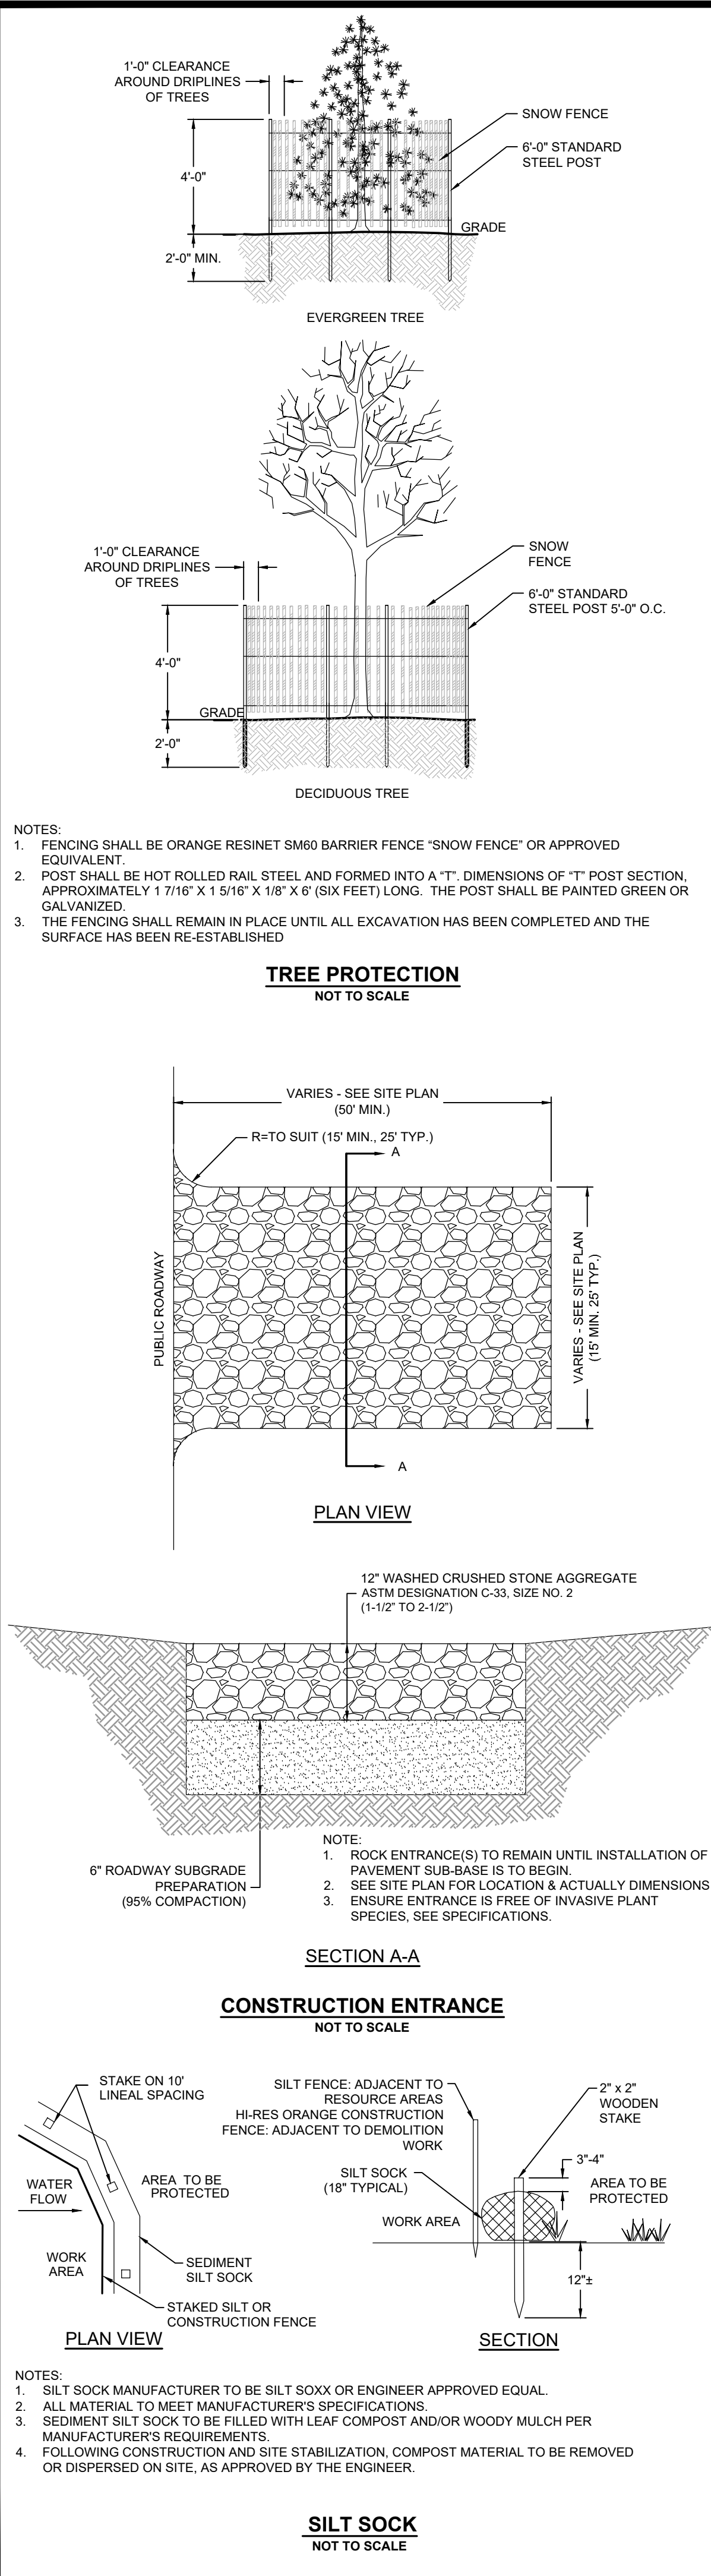 1'-0" CLEARANCE
AROUND DRIPLINES
OF TREES
SNOW FENCE
6'-0" STANDARD
STEEL POST
4'-0"
GRADE
2'-0" MIN.
EVERGREEN TREE
1'-0" CLEARANCE
AROUND DRIPLINES
OF TREES
SNOW
FENCE
6'-0" STANDARD
STEEL POST 5'-0" O.C.
4'-0"
GRADE
2'-0"
DECIDUOUS TREE
NOTES:
1. FENCING SHALL BE ORANGE RESINET SM60 BARRIER FENCE “SNOW FENCE” OR APPROVED
EQUIVALENT.
2. POST SHALL BE HOT ROLLED RAIL STEEL AND FORMED INTO A “T”. DIMENSIONS OF “T” POST SECTION,
APPROXIMATELY 1 7/16” X 1 5/16” X 1/8” X 6' (SIX FEET) LONG. THE POST SHALL BE PAINTED GREEN OR
GALVANIZED.
3. THE FENCING SHALL REMAIN IN PLACE UNTIL ALL EXCAVATION HAS BEEN COMPLETED AND THE
SURFACE HAS BEEN RE-ESTABLISHED
TREE PROTECTION
NOT TO SCALE
VARIES - SEE SITE PLAN
(50' MIN.)
R=TO SUIT (15' MIN., 25' TYP.)
A
PUBLIC ROADWAY
VARIES - SEE SITE PLAN
(15' MIN. 25' TYP.)
A
PLAN VIEW
12" WASHED CRUSHED STONE AGGREGATE
ASTM DESIGNATION C-33, SIZE NO. 2
(1-1/2” TO 2-1/2”)
6" ROADWAY SUBGRADE
PREPARATION
(95% COMPACTION)
NOTE:
1. ROCK ENTRANCE(S) TO REMAIN UNTIL INSTALLATION OF
PAVEMENT SUB-BASE IS TO BEGIN.
2. SEE SITE PLAN FOR LOCATION & ACTUALLY DIMENSIONS
3. ENSURE ENTRANCE IS FREE OF INVASIVE PLANT
SPECIES, SEE SPECIFICATIONS.
SECTION A-A
CONSTRUCTION ENTRANCE
NOT TO SCALE
STAKE ON 10'
LINEAL SPACING
AREA TO BE
PROTECTED
WATER
FLOW
WORK
AREA
SEDIMENT
SILT SOCK
STAKED SILT OR
CONSTRUCTION FENCE
PLAN VIEW
SILT FENCE: ADJACENT TO
RESOURCE AREAS
HI-RES ORANGE CONSTRUCTION
FENCE: ADJACENT TO DEMOLITION
WORK
SILT SOCK
(18" TYPICAL)
WORK AREA
2" x 2"
WOODEN
STAKE
3"-4"
AREA TO BE
PROTECTED
12"±
SECTION
NOTES:
1. SILT SOCK MANUFACTURER TO BE SILT SOXX OR ENGINEER APPROVED EQUAL.
2. ALL MATERIAL TO MEET MANUFACTURER'S SPECIFICATIONS.
3. SEDIMENT SILT SOCK TO BE FILLED WITH LEAF COMPOST AND/OR WOODY MULCH PER
MANUFACTURER'S REQUIREMENTS.
4. FOLLOWING CONSTRUCTION AND SITE STABILIZATION, COMPOST MATERIAL TO BE REMOVED
OR DISPERSED ON SITE, AS APPROVED BY THE ENGINEER.
SILT SOCK
NOT TO SCALE